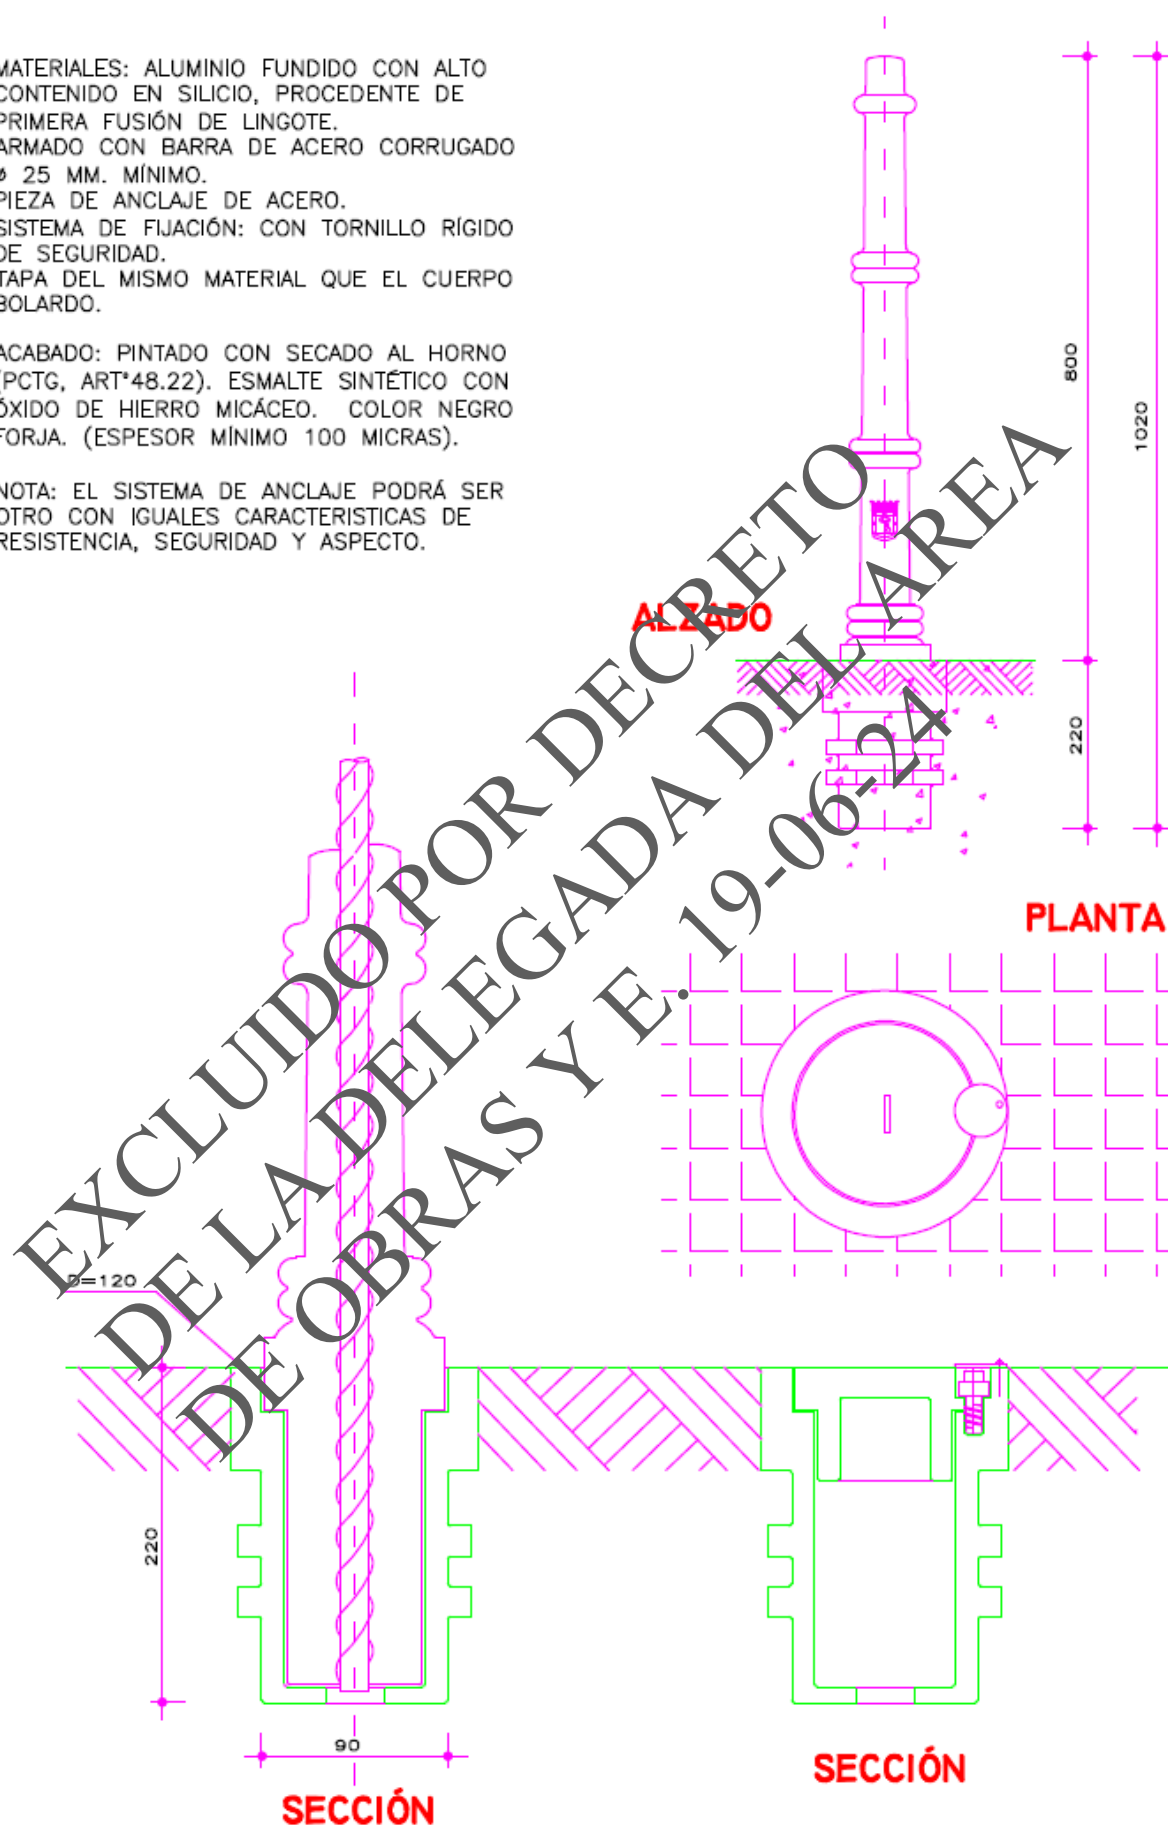 MATERIALES: ALUMINIO FUNDIDO CON ALTO
CONTENIDO EN SILICIO, PROCEDENTE DE
PRIMERA FUSIÓN DE LINGOTE.
ARMADO CON BARRA DE ACERO CORRUGADO
ø 25 MM. MÍNIMO.
PIEZA DE ANCLAJE DE ACERO.
SISTEMA DE FIJACIÓN: CON TORNILLO RÍGIDO
DE SEGURIDAD.
TAPA DEL MISMO MATERIAL QUE EL CUERPO
BOLARDO.
ACABADO: PINTADO CON SECADO AL HORNO
(PCTG, ART°48.22). ESMALTE SINTÉTICO CON
ÓXIDO DE HIERRO MICÁCEO. COLOR NEGRO
FORJA. (ESPESOR MÍNIMO 100 MICRAS).
NOTA: EL SISTEMA DE ANCLAJE PODRÁ SER
OTRO CON IGUALES CARACTERISTICAS DE
RESISTENCIA, SEGURIDAD Y ASPECTO.
800
1020
220
ALZADO
PLANTA
EXCLUIDO POR DECRETO
DE LA DELEGADA DEL AREA
DE OBRAS Y E. 19-06-24
D=120
220
90
SECCIÓN
SECCIÓN